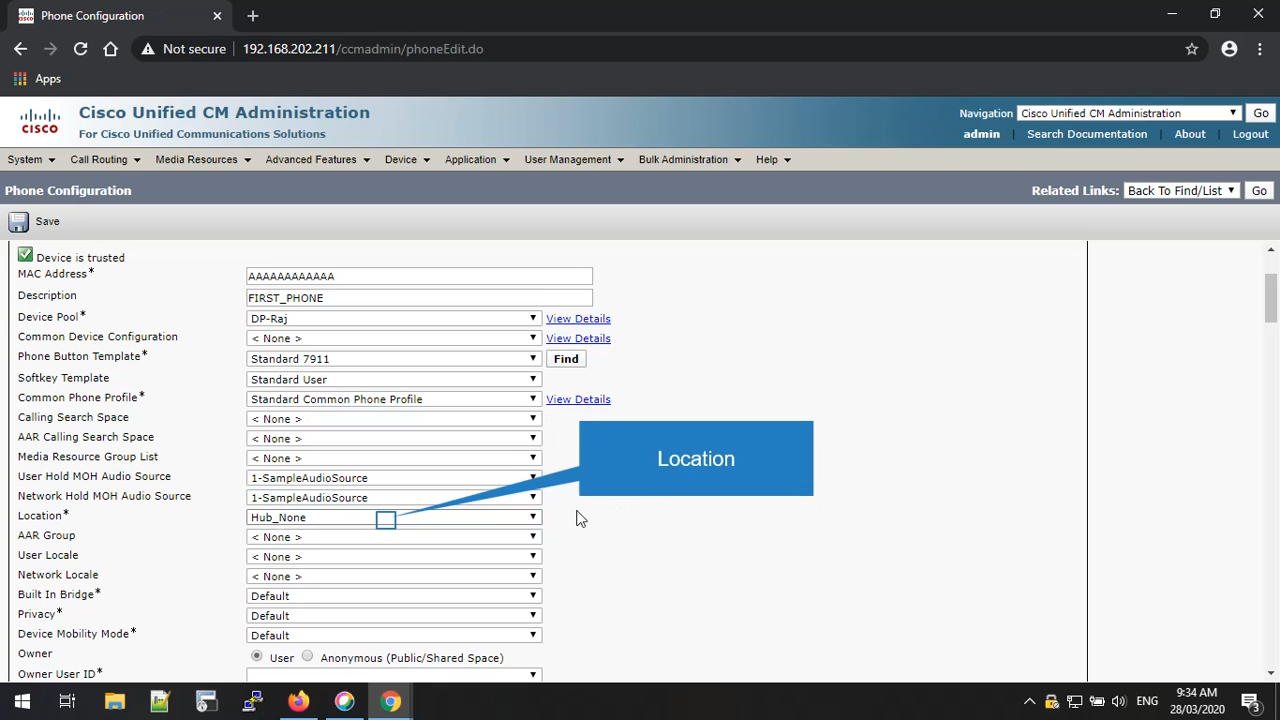 Phone Configuration
Not secure 192.168.202.211/ccmadmin/phoneEdit.do
Apps
CISCO
Cisco Unified CM Administration
For Cisco Unified Communications Solutions
Navigation Cisco Unified CM Administration Go
admin Search Documentation About Logout
System Call Routing Media Resources Advanced Features Device Application User Management Bulk Administration Help
Phone Configuration Related Links: Back To Find/List Go
Save
Device is trusted
MAC Address* AAAAAAAAAAAA
Description FIRST_PHONE
Device Pool* DP-Raj View Details
Common Device Configuration < None > View Details
Phone Button Template* Standard 7911 Find
Softkey Template Standard User
Common Phone Profile* Standard Common Phone Profile View Details
Calling Search Space < None >
AAR Calling Search Space < None >
Media Resource Group List < None >
Location
User Hold MOH Audio Source 1-SampleAudioSource
Network Hold MOH Audio Source 1-SampleAudioSource
Location* Hub_None
AAR Group < None >
User Locale < None >
Network Locale < None >
Built In Bridge* Default
Privacy* Default
Device Mobility Mode* Default
Owner User Anonymous (Public/Shared Space)
Owner User ID*
ENG
9:34 AM
28/03/2020
3